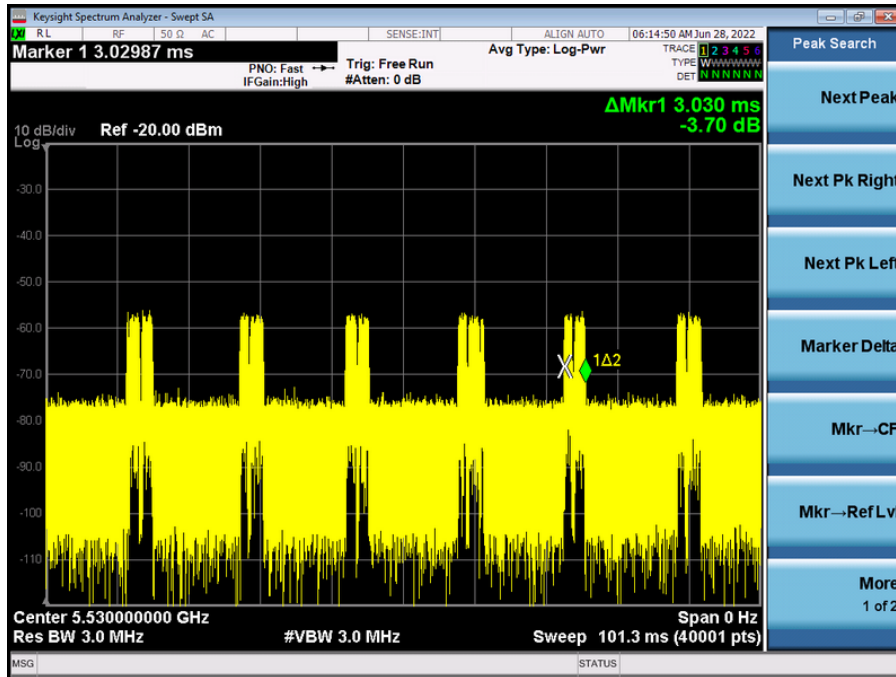 Keysight Spectrum Analyzer - Swept SA
LXI RL RF 50 Ω AC SENSE:INT ALIGN AUTO 06:14:50 AM Jun 28, 2022
Marker 1 3.02987 ms
PNO: Fast
IFGain:High
Trig: Free Run
#Atten: 0 dB
Avg Type: Log-Pwr
TRACE 1 2 3 4 5 6
TYPE WWWWWW
DET N N N N N N
ΔMkr1 3.030 ms
-3.70 dB
10 dB/div Ref -20.00 dBm
Log
-30.0
-40.0
-50.0
-60.0
-70.0
-80.0
-90.0
-100
-110
1Δ2
Center 5.530000000 GHz Span 0 Hz
Res BW 3.0 MHz #VBW 3.0 MHz Sweep 101.3 ms (40001 pts)
MSG STATUS
Peak Search
Next Peak
Next Pk Right
Next Pk Left
Marker Delta
Mkr→CF
Mkr→Ref Lvl
More
1 of 2